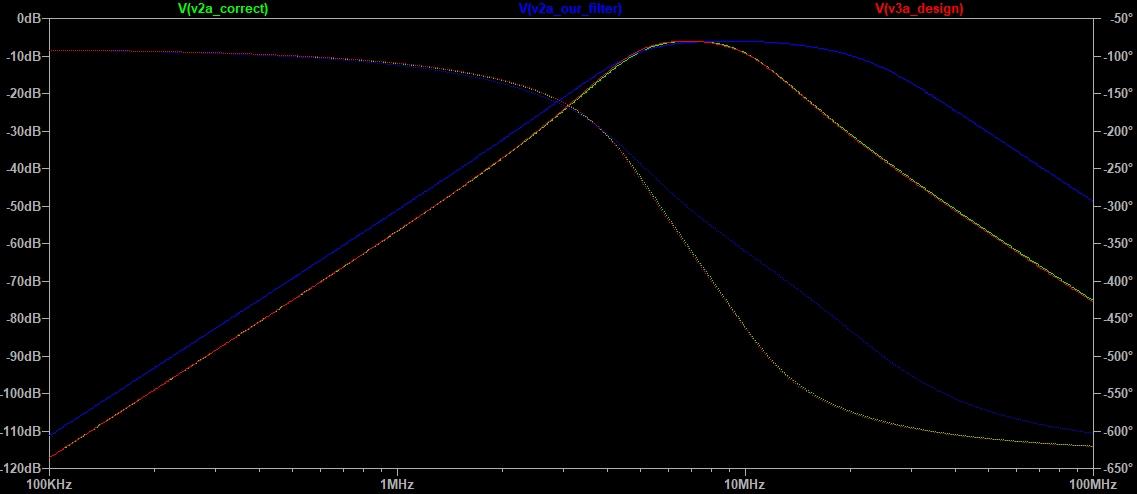 V(v2a_correct) V(v2a_our_filter) V(v3a_design)
0dB -50°
-10dB -100°
-20dB -150°
-30dB -200°
-40dB -250°
-50dB -300°
-60dB -350°
-70dB -400°
-80dB -450°
-90dB -500°
-100dB -550°
-110dB -600°
-120dB -650°
100KHz 1MHz 10MHz 100MHz